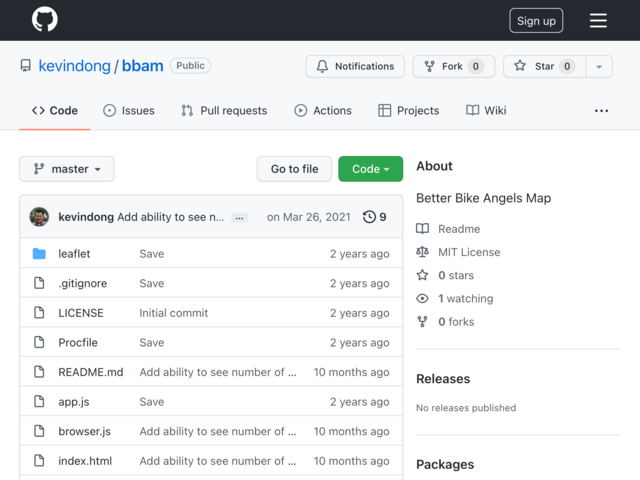 Sign up
kevindong / bbam Public
Notifications Fork 0 Star 0
Code Issues Pull requests Actions Projects Wiki ...
master Go to file Code
kevindong Add ability to see n... ... on Mar 26, 2021 9
leaflet Save 2 years ago
.gitignore Save 2 years ago
LICENSE Initial commit 2 years ago
Procfile Save 2 years ago
README.md Add ability to see number of ... 10 months ago
app.js Save 2 years ago
browser.js Add ability to see number of ... 10 months ago
index.html Add ability to see number of ... 10 months ago
About
Better Bike Angels Map
Readme
MIT License
0 stars
1 watching
0 forks
Releases
No releases published
Packages